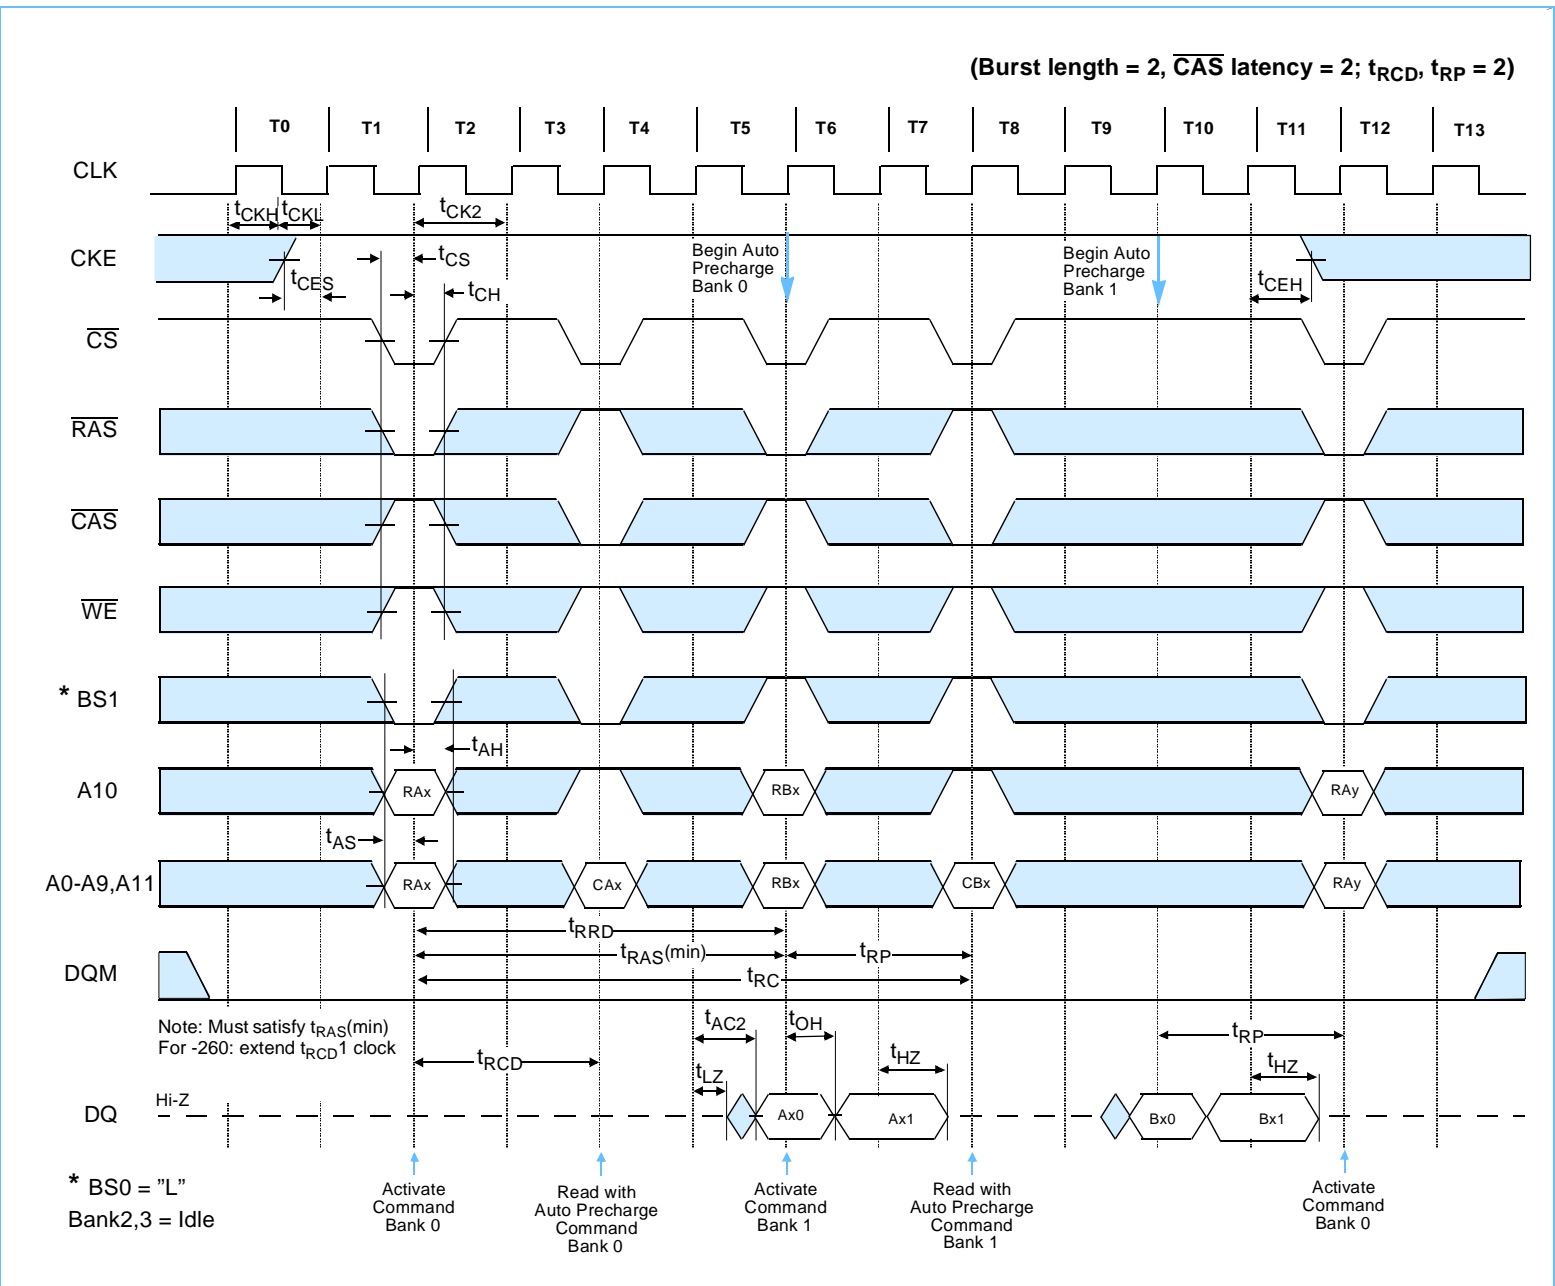 (Burst length = 2, CAS latency = 2; tRCD, tRP = 2)
T0 T1 T2 T3 T4 T5 T6 T7 T8 T9 T10 T11 T12 T13
CLK
tCKH tCKL tCK2
CKE
tCES
tCS
tCH
Begin Auto
Precharge
Bank 0
Begin Auto
Precharge
Bank 1
tCEH
CS
RAS
CAS
WE
* BS1
tAH
A10
RAx RBx RAy
tAS
A0-A9,A11
RAx CAx RBx CBx RAy
tRRD
tRAS(min) tRP
tRC
DQM
Note: Must satisfy tRAS(min)
For -260: extend tRCD1 clock
tRCD
tAC2 tOH
tLZ
tHZ
tRP
tHZ
Hi-Z
DQ
Ax0 Ax1 Bx0 Bx1
* BS0 = ”L”
Bank2,3 = Idle
Activate
Command
Bank 0
Read with
Auto Precharge
Command
Bank 0
Activate
Command
Bank 1
Read with
Auto Precharge
Command
Bank 1
Activate
Command
Bank 0